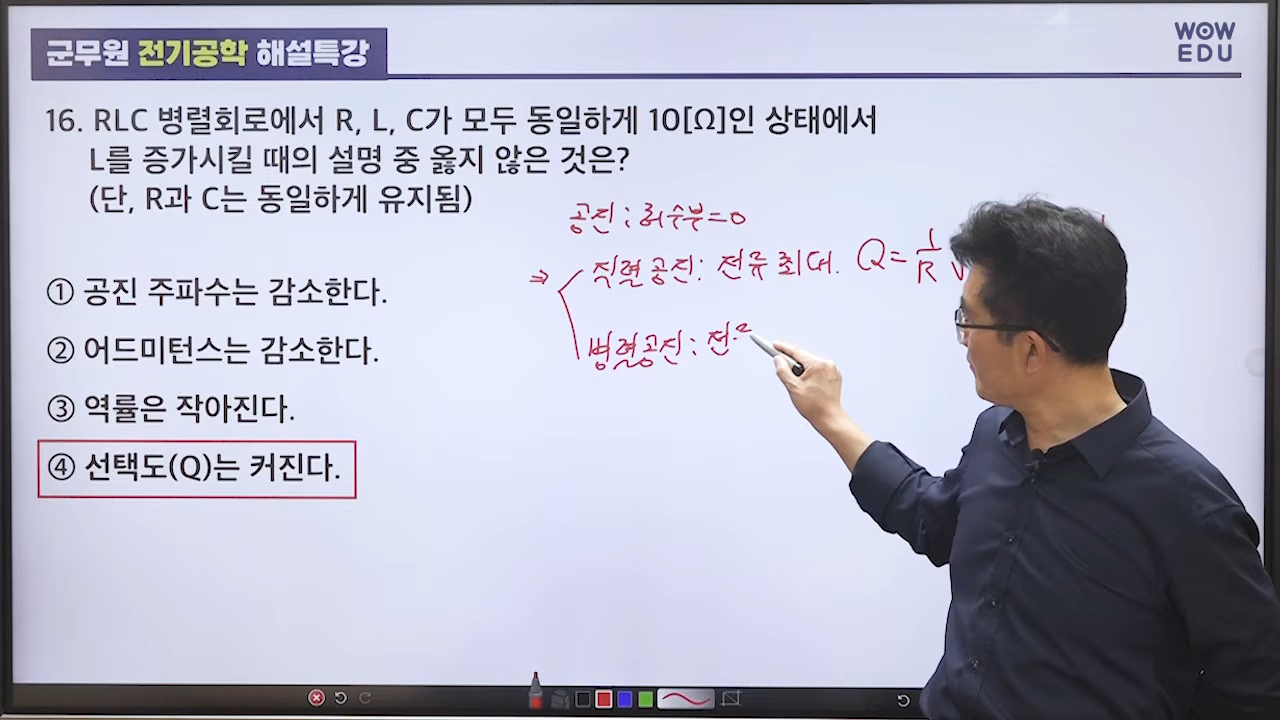 군무원 전기공학 해설특강
WOW
EDU
16. RLC 병렬회로에서 R, L, C가 모두 동일하게 10[Ω]인 상태에서
L를 증가시킬 때의 설명 중 옳지 않은 것은?
(단, R과 C는 동일하게 유지됨)
공진 : 허수부=0
⇒ 직렬공진 : 전류 최대. Q=1/R √
병렬공진 : 전
① 공진 주파수는 감소한다.
② 어드미턴스는 감소한다.
③ 역률은 작아진다.
④ 선택도(Q)는 커진다.